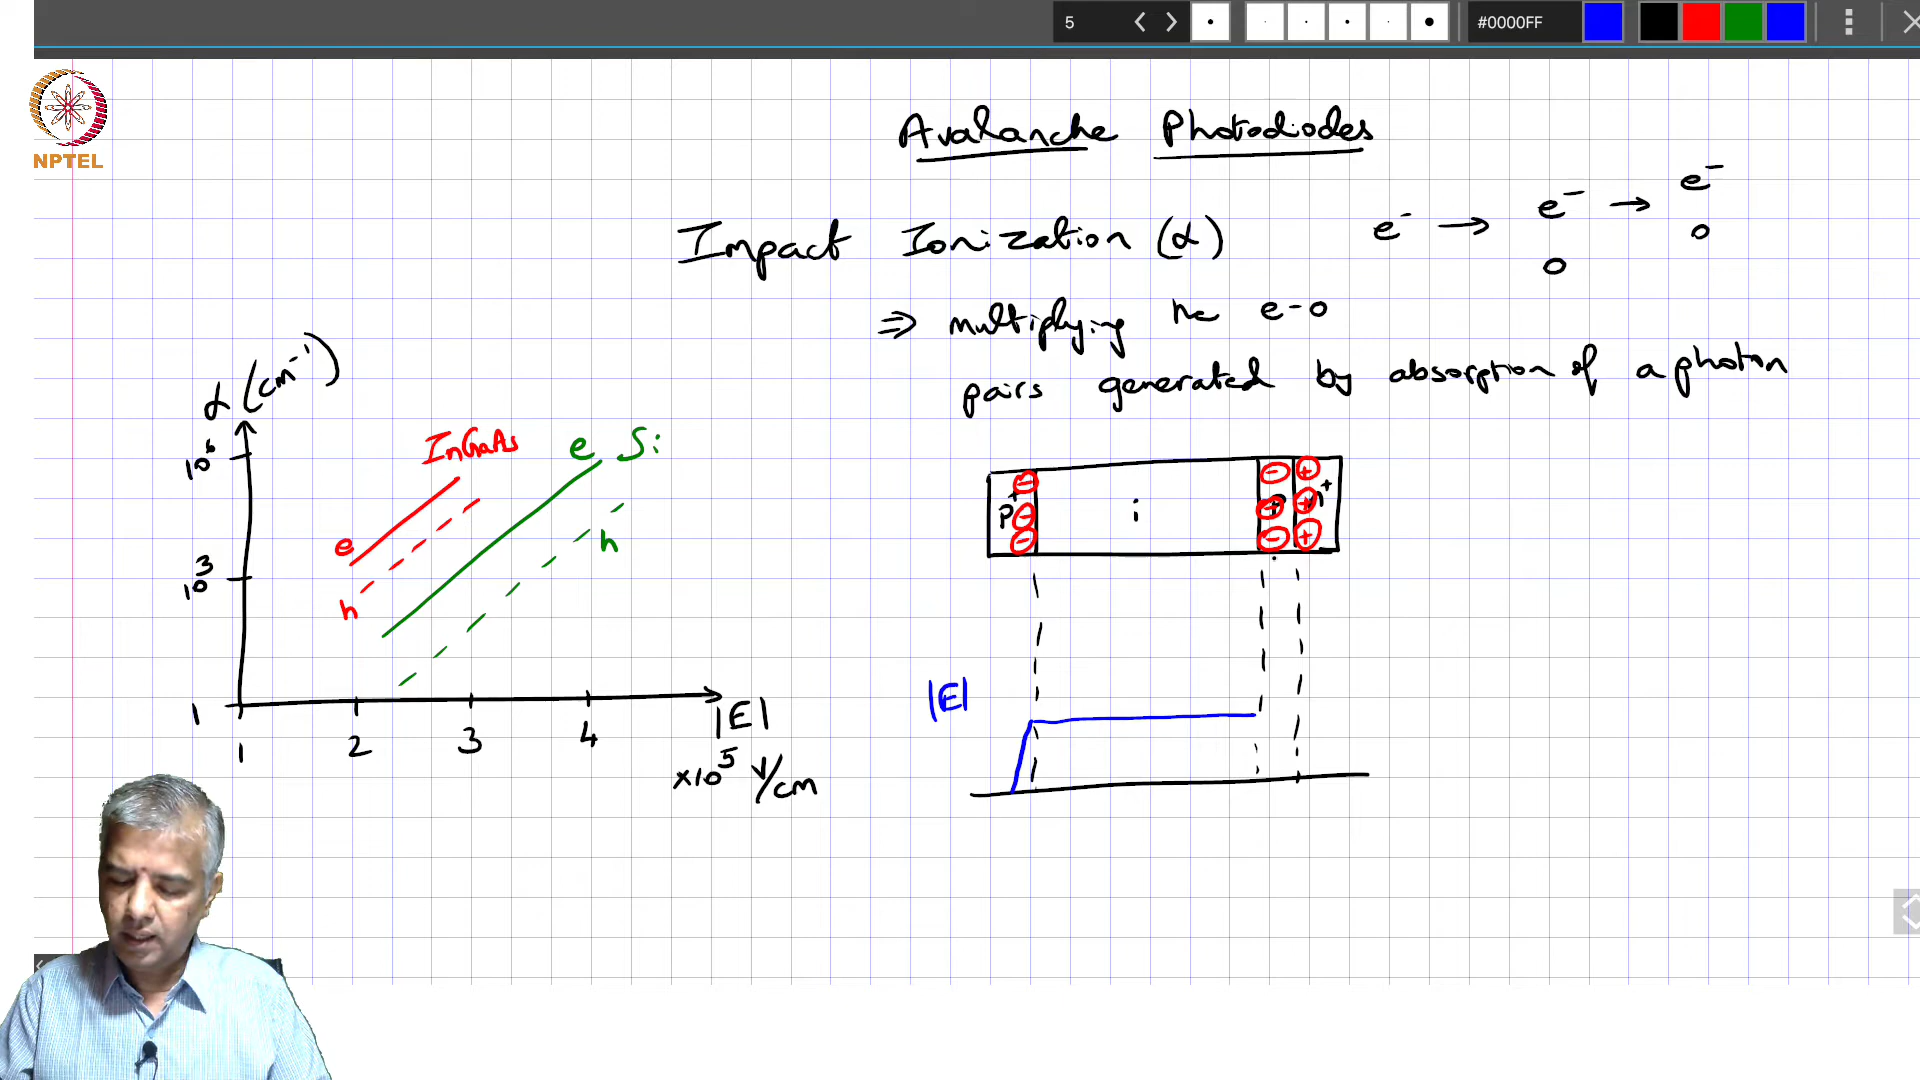 5
#0000FF
NPTEL
Avalanche Photodiodes
Impact Ionization (α)
e⁻ → e⁻ → e⁻
o o
⇒ multiplying the e-o
pairs generated by absorption of a photon
α (cm⁻¹)
10⁶
10³
1
InGaAs
e
h
e Si
h
1 2 3 4
|E|
×10⁵ V/cm
p⁺ i p n⁺
|E|